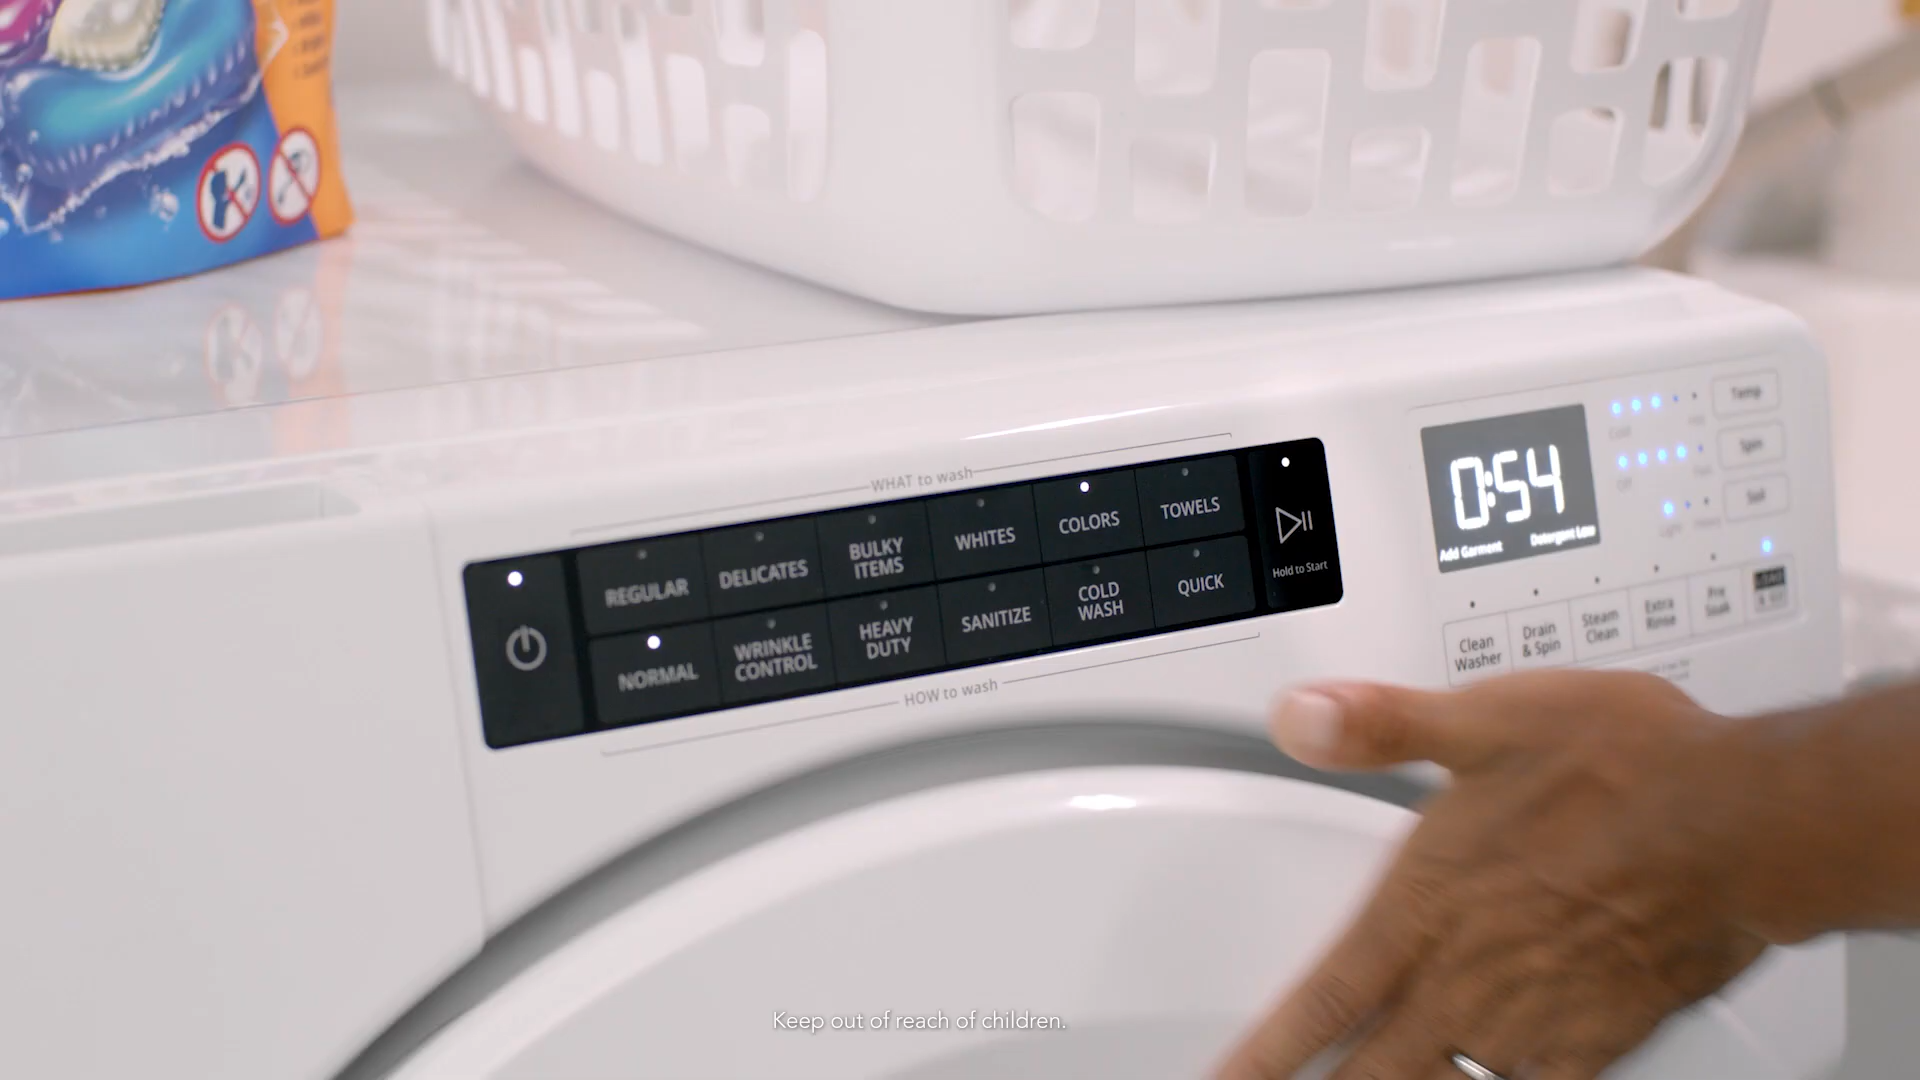 WHAT to wash
REGULAR
DELICATES
BULKY
ITEMS
WHITES
COLORS
TOWELS
NORMAL
WRINKLE
CONTROL
HEAVY
DUTY
SANITIZE
COLD
WASH
QUICK
Hold to Start
HOW to wash
0:54
Add Garment
Detergent Low
Temp
Spin
Soil
Clean
Washer
Drain
& Spin
Steam
Clean
Extra
Rinse
Pre
Soak
Keep out of reach of children.